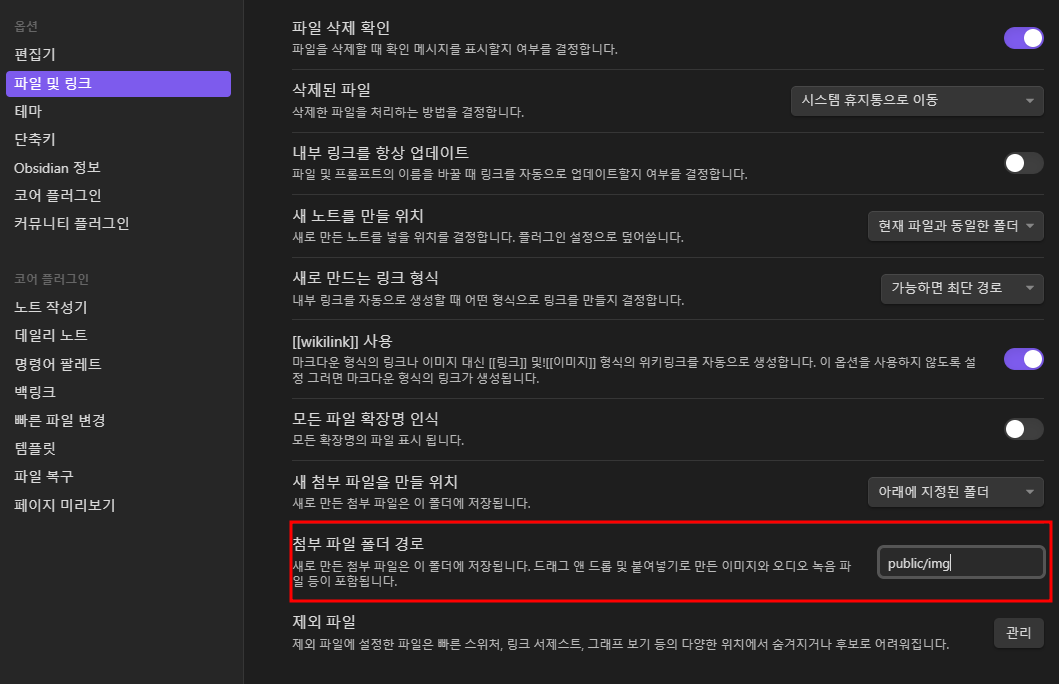 옵션
편집기
파일 및 링크
테마
단축키
Obsidian 정보
코어 플러그인
커뮤니티 플러그인
코어 플러그인
노트 작성기
데일리 노트
명령어 팔레트
백링크
빠른 파일 변경
템플릿
파일 복구
페이지 미리보기
파일 삭제 확인
파일을 삭제할 때 확인 메시지를 표시할지 여부를 결정합니다.
삭제된 파일
삭제한 파일을 처리하는 방법을 결정합니다.
시스템 휴지통으로 이동
내부 링크를 항상 업데이트
파일 및 프롬프트의 이름을 바꿀 때 링크를 자동으로 업데이트할지 여부를 결정합니다.
새 노트를 만들 위치
새로 만든 노트를 넣을 위치를 결정합니다. 플러그인 설정으로 덮어씁니다.
현재 파일과 동일한 폴더
새로 만드는 링크 형식
내부 링크를 자동으로 생성할 때 어떤 형식으로 링크를 만들지 결정합니다.
가능하면 최단 경로
[[wikilink]] 사용
마크다운 형식의 링크나 이미지 대신 [[링크]] 및![[이미지]] 형식의 위키링크를 자동으로 생성합니다. 이 옵션을 사용하지 않도록 설
정 그러면 마크다운 형식의 링크가 생성됩니다.
모든 파일 확장명 인식
모든 확장명의 파일 표시 됩니다.
새 첨부 파일을 만들 위치
새로 만든 첨부 파일은 이 폴더에 저장됩니다.
아래에 지정된 폴더
첨부 파일 폴더 경로
새로 만든 첨부 파일은 이 폴더에 저장됩니다. 드래그 앤 드롭 및 붙여넣기로 만든 이미지와 오디오 녹음 파
일 등이 포함됩니다.
public/img
제외 파일
제외 파일에 설정한 파일은 빠른 스위처, 링크 서제스트, 그래프 보기 등의 다양한 위치에서 숨겨지거나 후보로 어려워집니다.
관리